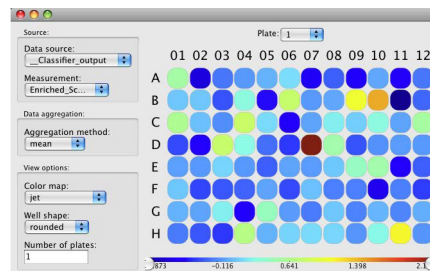 Source:
Data source:
__Classifier_output
Measurement:
Enriched_Sc...
Data aggregation:
Aggregation method:
mean
View options:
Color map:
jet
Well shape:
rounded
Number of plates:
1
Plate: 1
01 02 03 04 05 06 07 08 09 10 11 12
A
B
C
D
E
F
G
H
873 -0.116 0.641 1.398 2.1